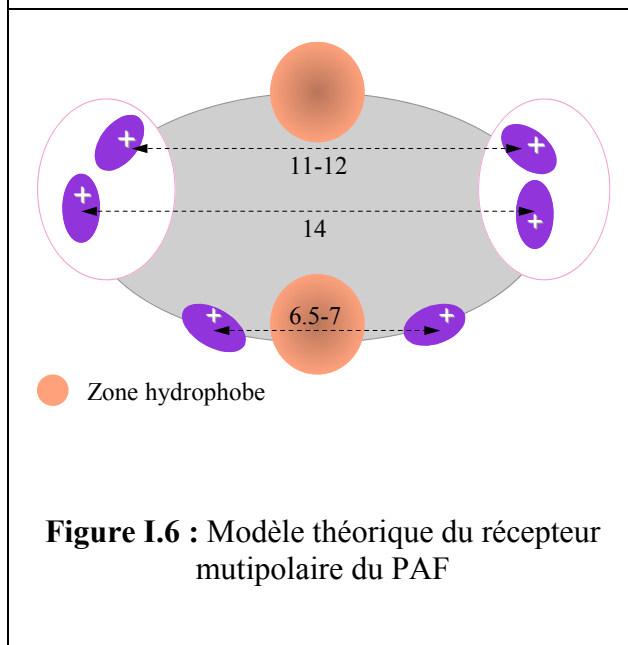 + +
11-12
+ +
14
6.5-7
+ +
Zone hydrophobe
Figure I.6 : Modèle théorique du récepteur
mutipolaire du PAF